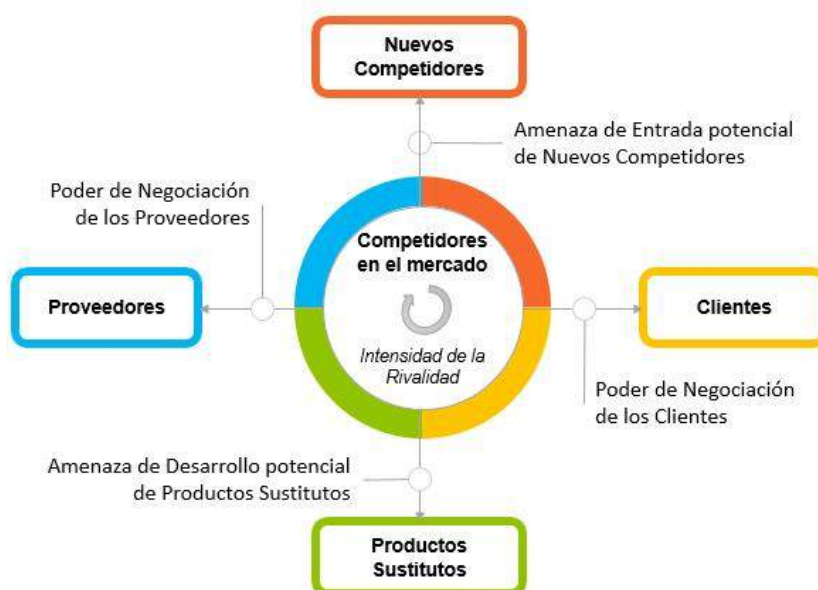 Nuevos
Competidores
Amenaza de Entrada potencial
de Nuevos Competidores
Poder de Negociación
de los Proveedores
Competidores
en el mercado
Proveedores
Clientes
Intensidad de la
Rivalidad
Poder de Negociación
de los Clientes
Amenaza de Desarrollo potencial
de Productos Sustitutos
Productos
Sustitutos